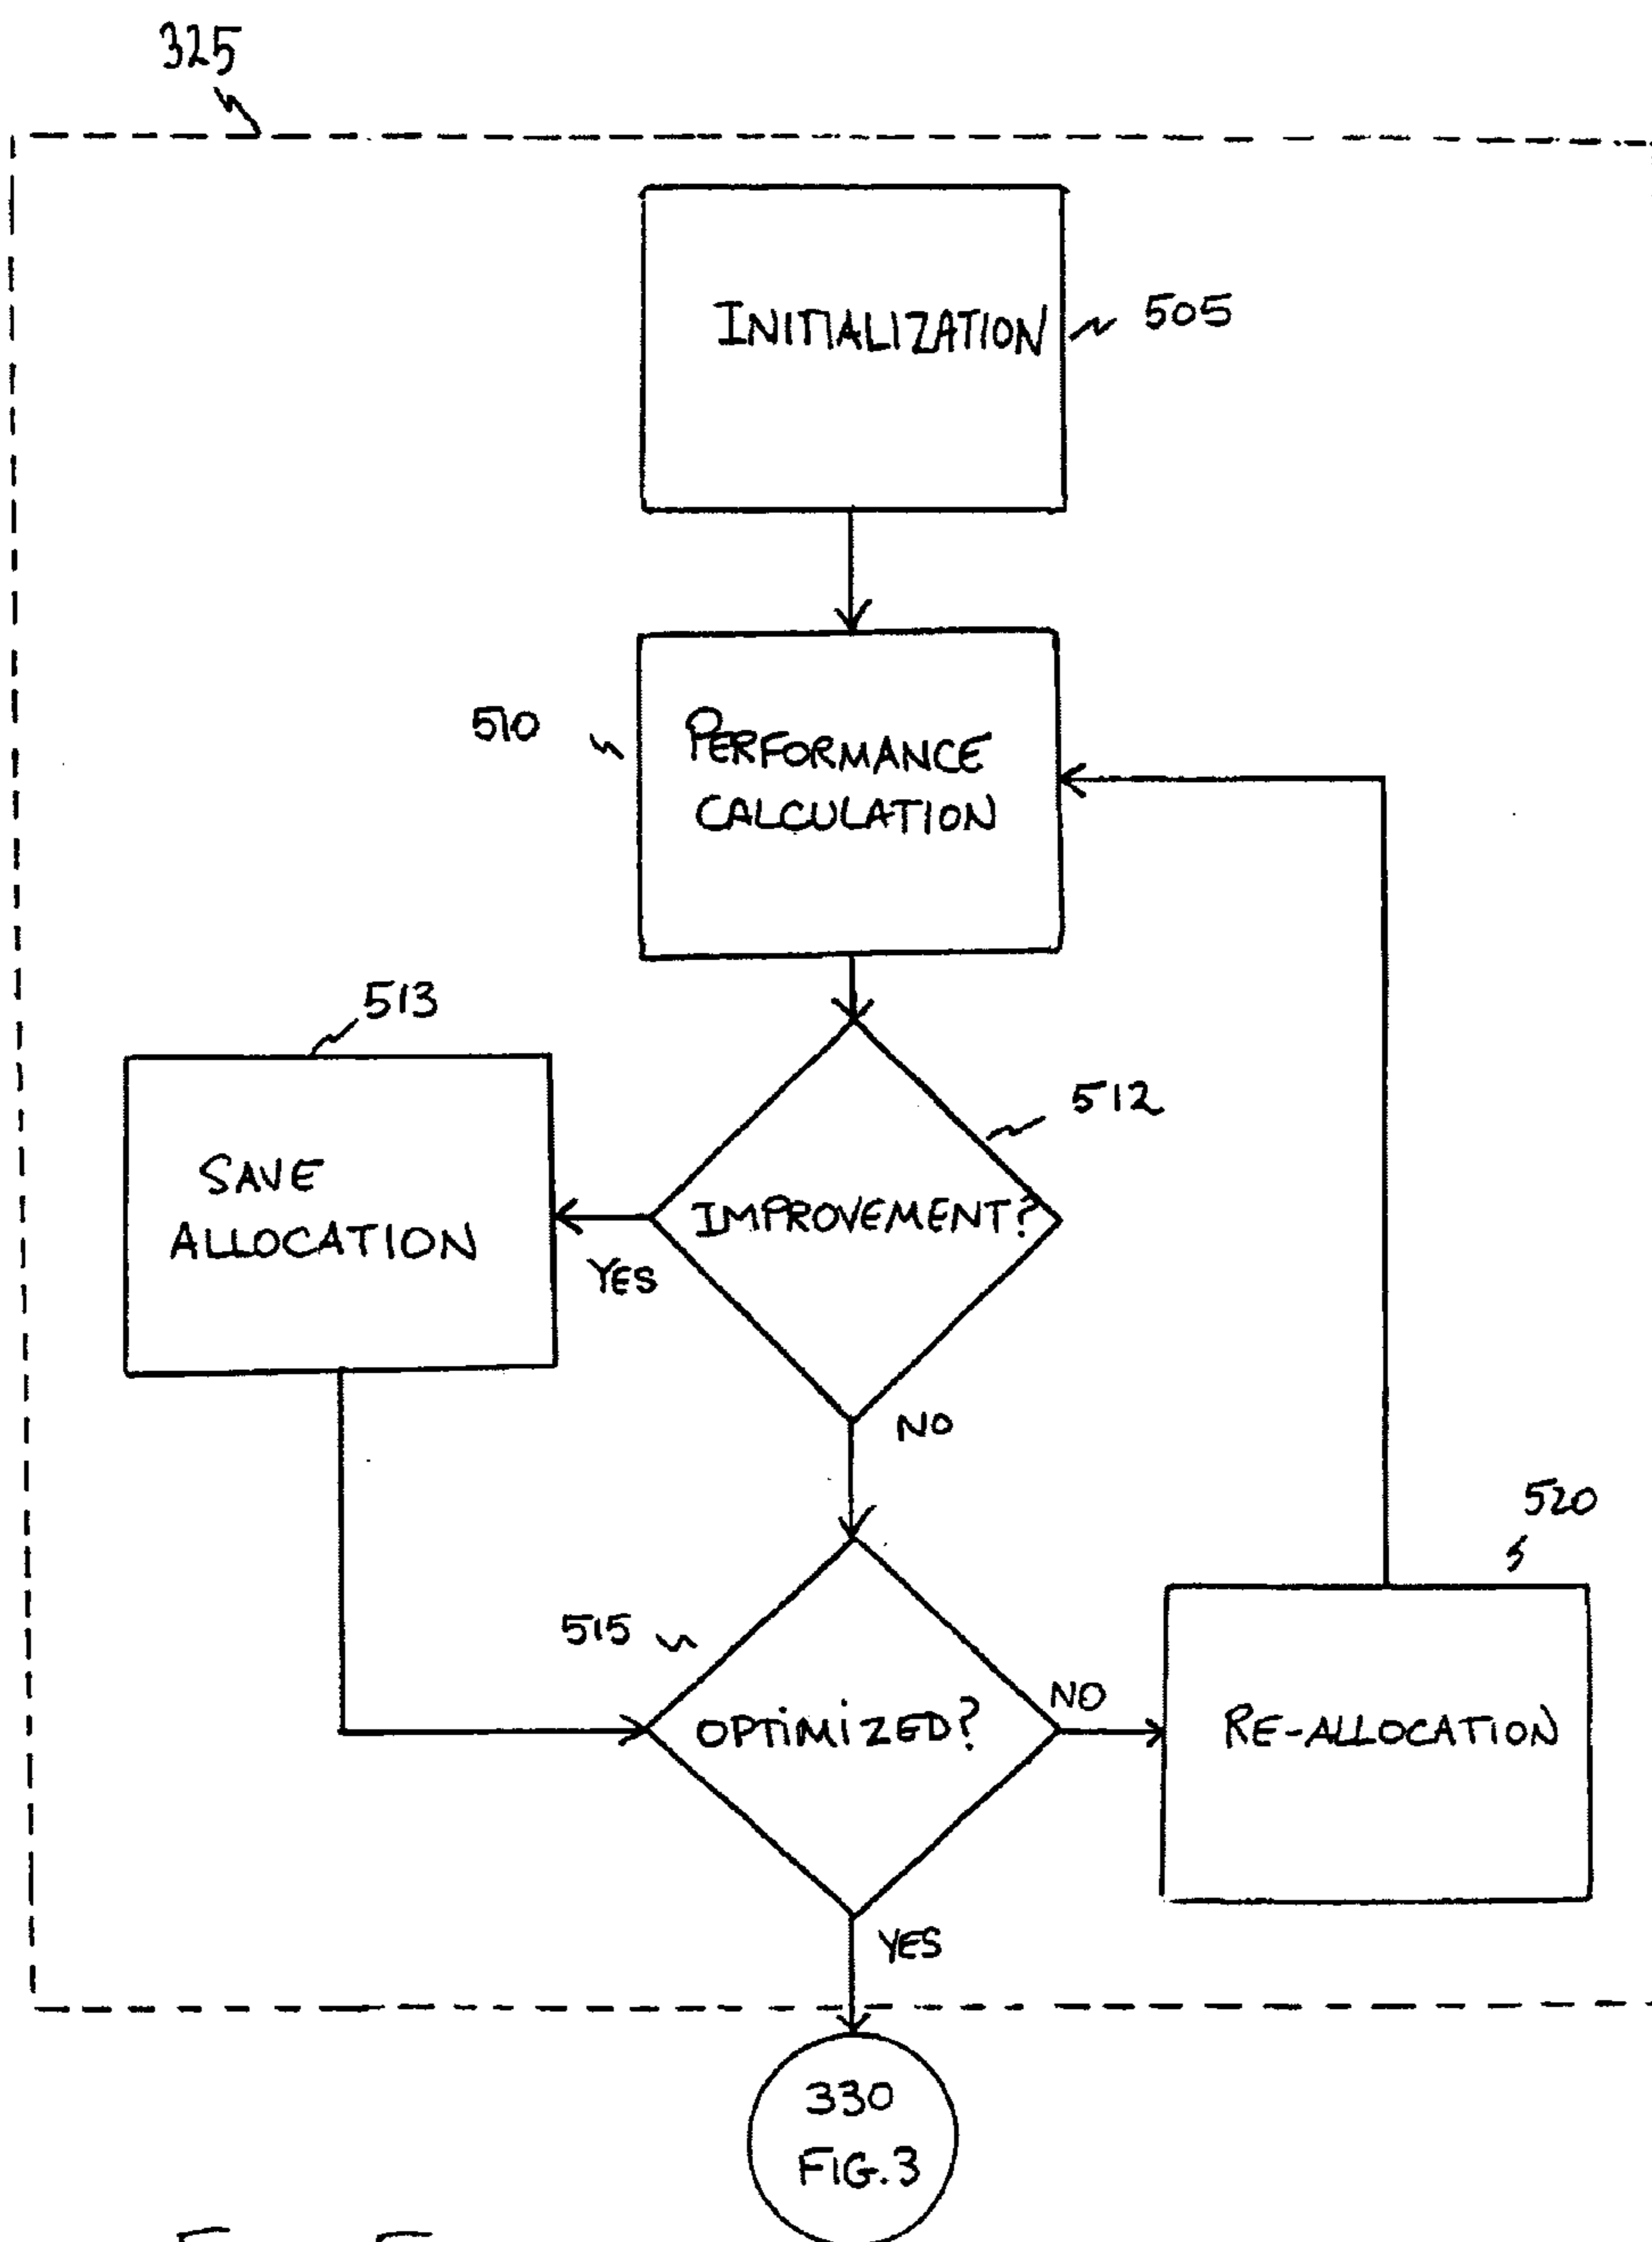 325
INITIALIZATION
505
510
PERFORMANCE
CALCULATION
513
512
SAVE
ALLOCATION
IMPROVEMENT?
YES
NO
520
515
OPTIMIZED?
NO
RE-ALLOCATION
YES
330
FIG.3